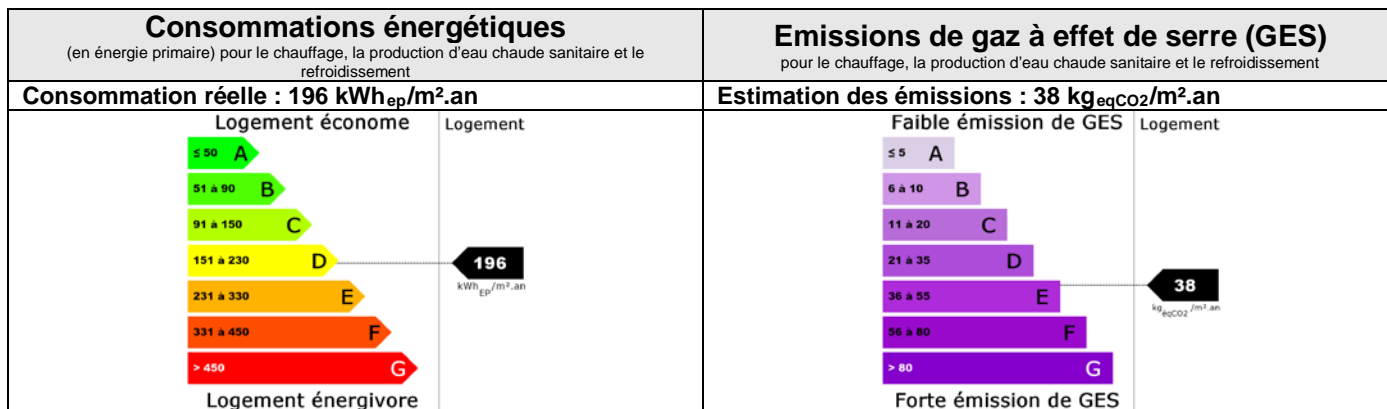 Consommations énergétiques
(en énergie primaire) pour le chauffage, la production d'eau chaude sanitaire et le
refroidissement
Consommation réelle : 196 kWhep/m².an
Logement économe
Logement
≤ 50 A
51 à 90 B
91 à 150 C
151 à 230 D
196
kWhEP/m².an
231 à 330 E
331 à 450 F
> 450 G
Logement énergivore
Emissions de gaz à effet de serre (GES)
pour le chauffage, la production d'eau chaude sanitaire et le refroidissement
Estimation des émissions : 38 kgeqCO2/m².an
Faible émission de GES
Logement
≤ 5 A
6 à 10 B
11 à 20 C
21 à 35 D
36 à 55 E
38
kgéqCO2/m².an
56 à 80 F
> 80 G
Forte émission de GES